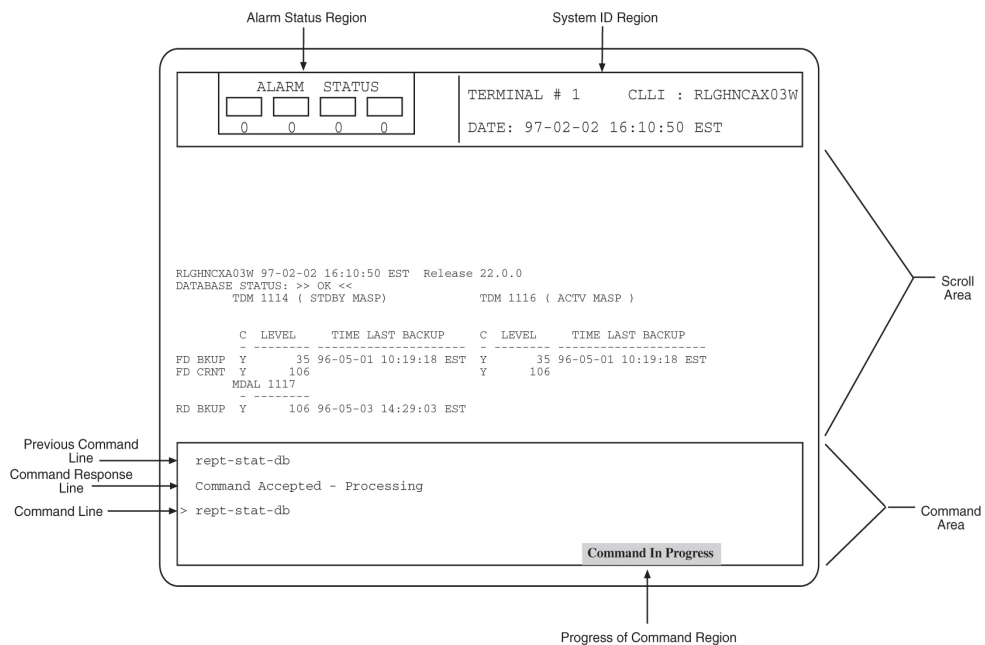 Alarm Status Region
System ID Region
ALARM STATUS
0 0 0 0
TERMINAL # 1 CLLI : RLGHNCAX03W
DATE: 97-02-02 16:10:50 EST
RLGHNCXA03W 97-02-02 16:10:50 EST Release 22.0.0
DATABASE STATUS: >> OK <<
TDM 1114 ( STDBY MASP) TDM 1116 ( ACTV MASP )
C LEVEL TIME LAST BACKUP C LEVEL TIME LAST BACKUP
- -------- --------------------- - -------- ---------------------
FD BKUP Y 35 96-05-01 10:19:18 EST Y 35 96-05-01 10:19:18 EST
FD CRNT Y 106 Y 106
MDAL 1117
- --------
RD BKUP Y 106 96-05-03 14:29:03 EST
Scroll
Area
Previous Command
Line
rept-stat-db
Command Response
Line
Command Accepted - Processing
Command Line
> rept-stat-db
Command
Area
Command In Progress
Progress of Command Region